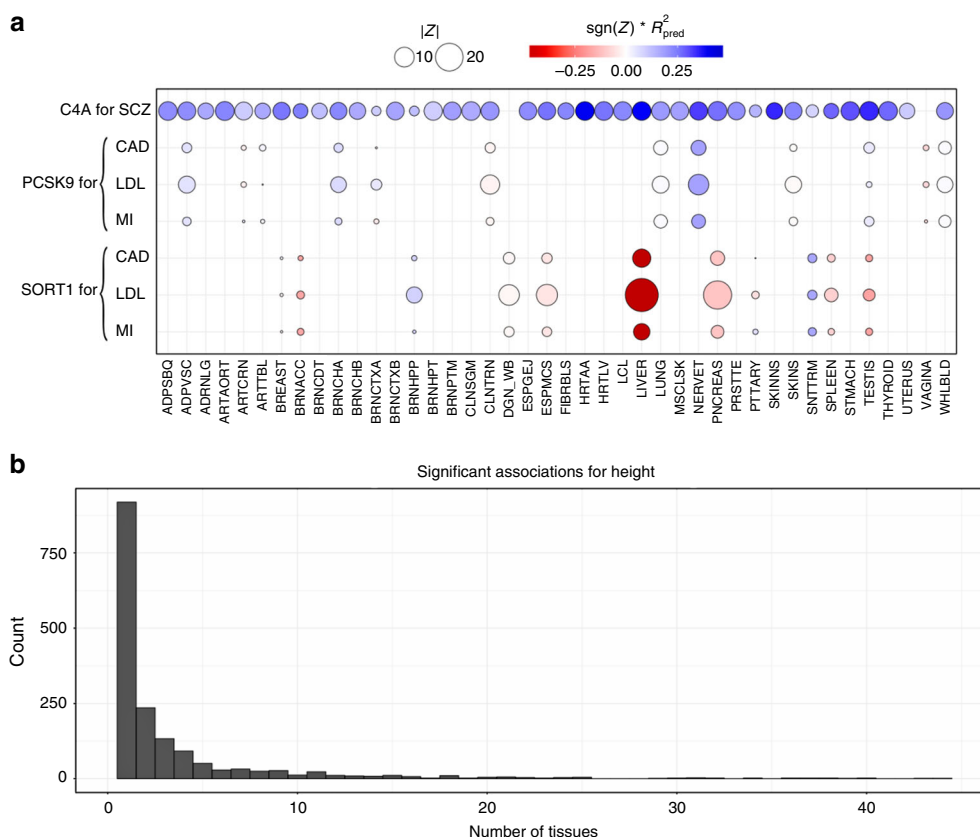 a
|Z|
10 20
sgn(Z) * R²pred
−0.25 0.00 0.25
C4A for SCZ
CAD
PCSK9 for LDL
MI
CAD
SORT1 for LDL
MI
ADPSBQ
ADPVSC
ADRNLG
ARTAORT
ARTCRN
ARTTBL
BREAST
BRNACC
BRNCDT
BRNCHA
BRNCHB
BRNCTXA
BRNCTXB
BRNHPP
BRNHPT
BRNPTM
CLNSGM
CLNTRN
DGN_WB
ESPGEJ
ESPMCS
FIBRBLS
HRTAA
HRTLV
LCL
LIVER
LUNG
MSCLSK
NERVET
PNCREAS
PRSTTE
PTTARY
SKINNS
SKINS
SNTTRM
SPLEEN
STMACH
TESTIS
THYROID
UTERUS
VAGINA
WHLBLD
b
Significant associations for height
Count
750
500
250
0
0 10 20 30 40
Number of tissues